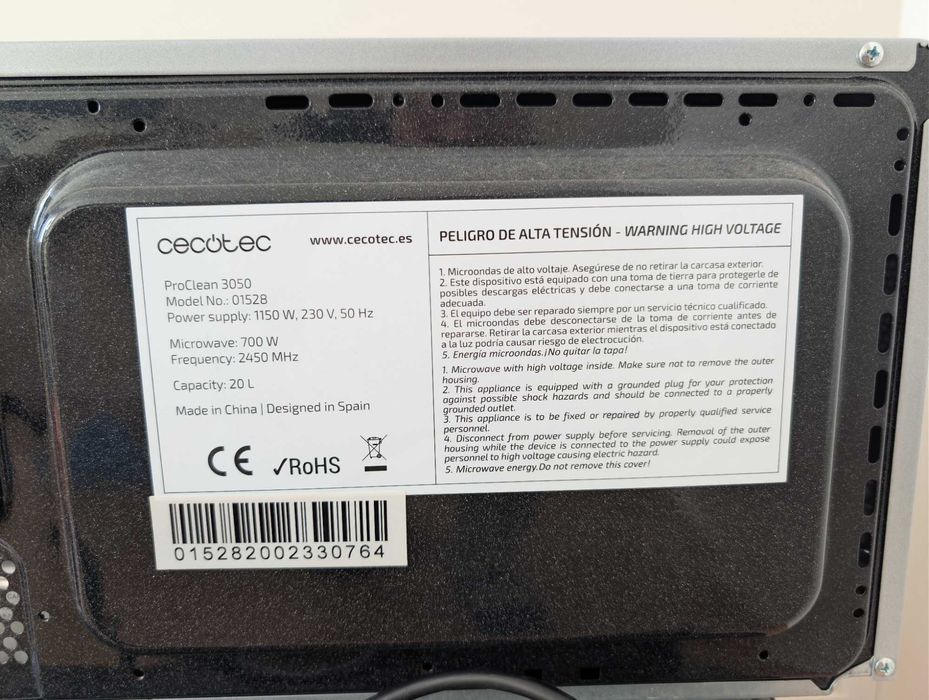 cecotec
www.cecotec.es
ProClean 3050
Model No.: 01528
Power supply: 1150 W, 230 V, 50 Hz
Microwave: 700 W
Frequency: 2450 MHz
Capacity: 20 L
Made in China | Designed in Spain
CE
✓RoHS
PELIGRO DE ALTA TENSIÓN - WARNING HIGH VOLTAGE
1. Microondas de alto voltaje. Asegúrese de no retirar la carcasa exterior.
2. Este dispositivo está equipado con una toma de tierra para protegerle de
posibles descargas eléctricas y debe conectarse a una toma de corriente
adecuada.
3. El equipo debe ser reparado siempre por un servicio técnico cualificado.
4. El microondas debe desconectarse de la toma de corriente antes de
repararse. Retirar la carcasa exterior mientras el dispositivo está conectado
a la luz podría causar riesgo de electrocución.
5. Energía microondas.¡No quitar la tapa!
1. Microwave with high voltage inside. Make sure not to remove the outer
housing.
2. This appliance is equipped with a grounded plug for your protection
against possible shock hazards and should be connected to a properly
grounded outlet.
3. This appliance is to be fixed or repaired by properly qualified service
personnel.
4. Disconnect from power supply before servicing. Removal of the outer
housing while the device is connected to the power supply could expose
personnel to high voltage causing electric hazard.
5. Microwave energy.Do not remove this cover!
015282002330764